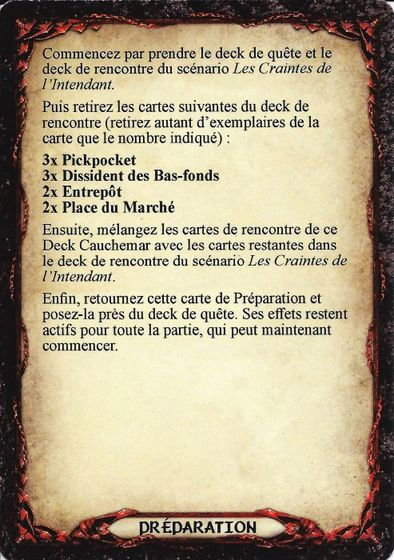 Commencez par prendre le deck de quête et le
deck de rencontre du scénario Les Craintes de
l'Intendant.
Puis retirez les cartes suivantes du deck de
rencontre (retirez autant d'exemplaires de la
carte que le nombre indiqué) :
3x Pickpocket
3x Dissident des Bas-fonds
2x Entrepôt
2x Place du Marché
Ensuite, mélangez les cartes de rencontre de ce
Deck Cauchemar avec les cartes restantes dans
le deck de rencontre du scénario Les Craintes de
l'Intendant.
Enfin, retournez cette carte de Préparation et
posez-la près du deck de quête. Ses effets restent
actifs pour toute la partie, qui peut maintenant
commencer.
PRÉPARATION